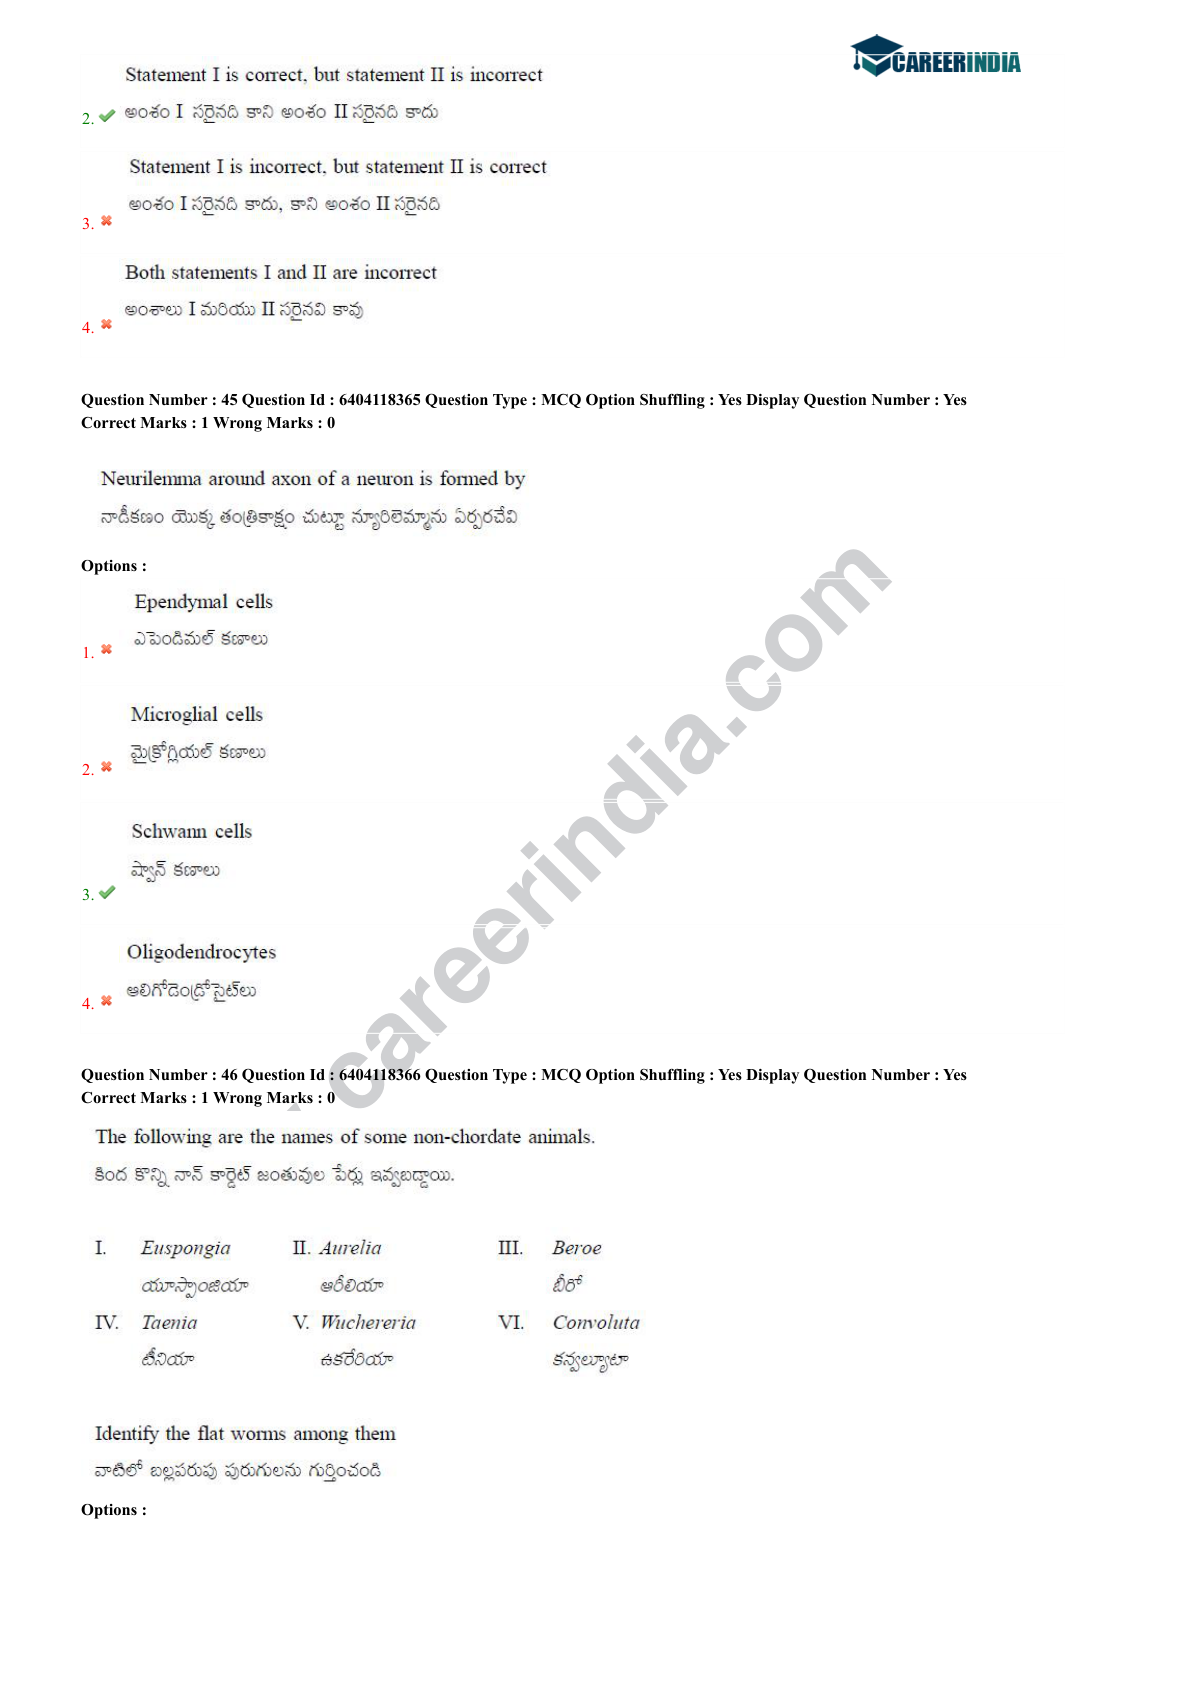 CAREERINDIA
Statement I is correct, but statement II is incorrect
2. అంశం I సరైనది కాని అంశం II సరైనది కాదు
Statement I is incorrect, but statement II is correct
అంశం I సరైనది కాదు, కాని అంశం II సరైనది
3.
Both statements I and II are incorrect
అంశాలు I మరియు II సరైనవి కావు
4.
Question Number : 45 Question Id : 6404118365 Question Type : MCQ Option Shuffling : Yes Display Question Number : Yes
Correct Marks : 1 Wrong Marks : 0
Neurilemma around axon of a neuron is formed by
నాడీకణం యొక్క తంత్రికాక్షం చుట్టూ న్యూరిలెమ్మాను ఏర్పరచేవి
Options :
Ependymal cells
ఎపెండిమల్ కణాలు
1.
Microglial cells
మైక్రోగ్లియల్ కణాలు
2.
Schwann cells
ష్వాన్ కణాలు
3.
Oligodendrocytes
ఆలిగోడెండ్రోసైట్‌లు
4.
Question Number : 46 Question Id : 6404118366 Question Type : MCQ Option Shuffling : Yes Display Question Number : Yes
Correct Marks : 1 Wrong Marks : 0
The following are the names of some non-chordate animals.
కింద కొన్ని నాన్ కార్డెట్ జంతువుల పేర్లు ఇవ్వబడ్డాయి.
I. Euspongia II. Aurelia III. Beroe
యూస్పాంజియా ఆరీలియా బీరో
IV. Taenia V. Wuchereria VI. Convoluta
టీనియా ఉకరేరియా కన్వల్యూటా
Identify the flat worms among them
వాటిలో బల్లపరుపు పురుగులను గుర్తించండి
Options :
careerindia.com